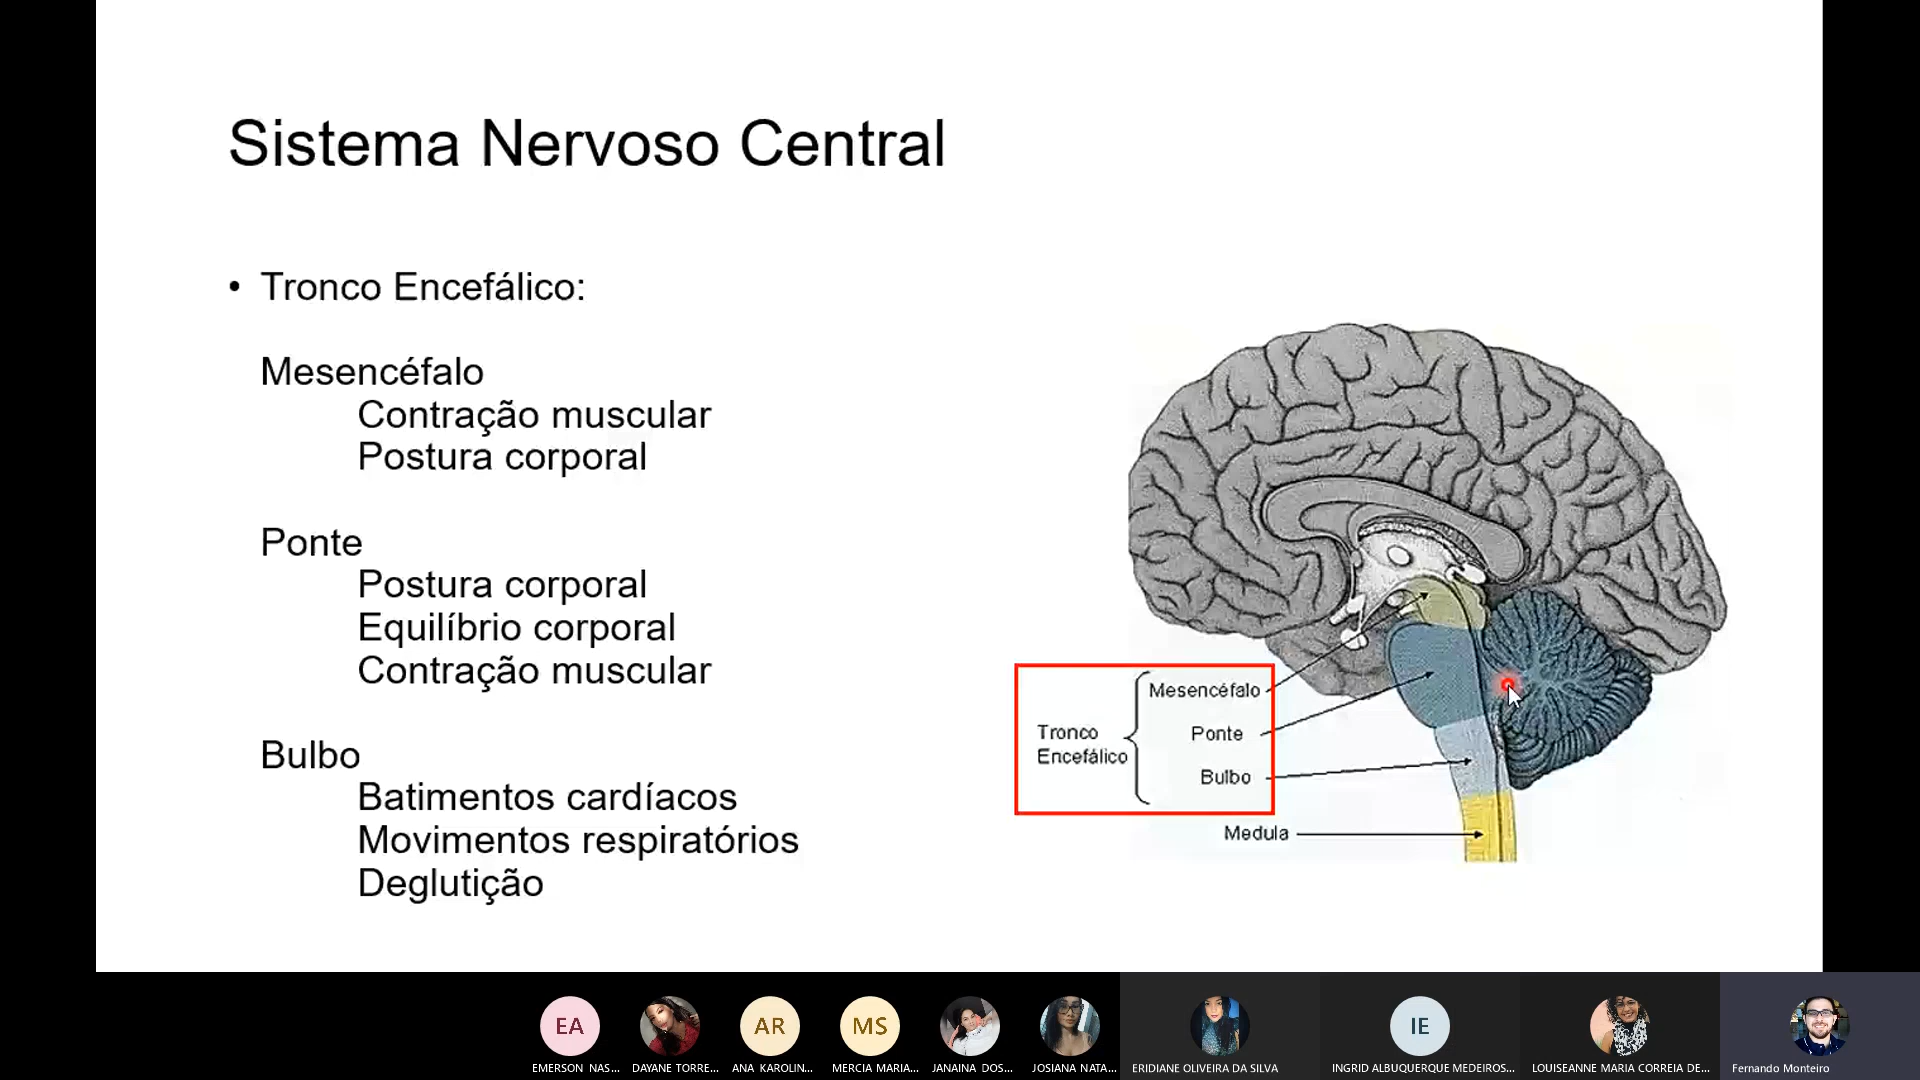 Sistema Nervoso Central
• Tronco Encefálico:
Mesencéfalo
Contração muscular
Postura corporal
Ponte
Postura corporal
Equilíbrio corporal
Contração muscular
Bulbo
Batimentos cardíacos
Movimentos respiratórios
Deglutição
Tronco
Encefálico
Mesencéfalo
Ponte
Bulbo
Medula
EA
AR
MS
IE
EMERSON NAS...
DAYANE TORRE...
ANA KAROLIN...
MERCIA MARIA...
JANAINA DOS...
JOSIANA NATA...
ERIDIANE OLIVEIRA DA SILVA
INGRID ALBUQUERQUE MEDEIROS...
LOUISEANNE MARIA CORREIA DE...
Fernando Monteiro